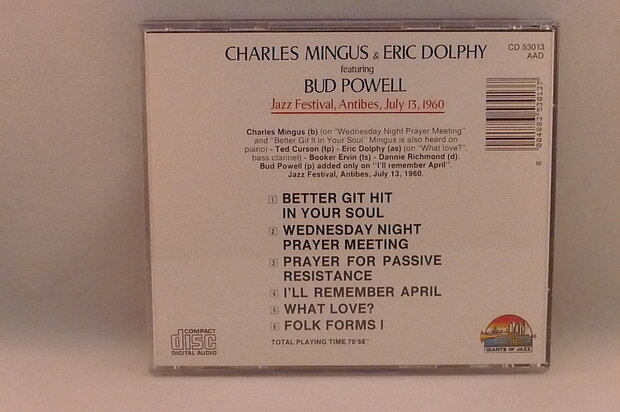 CHARLES MINGUS & ERIC DOLPHY
featuring
BUD POWELL
Jazz Festival, Antibes, July 13, 1960
CD 53013
AAD
Charles Mingus (b) (on "Wednesday Night Prayer Meeting"
and "Better Git It In Your Soul" Mingus is also heard on
piano) - Ted Curson (tp) - Eric Dolphy (as) (on "What love?"
bass clarinet) - Booker Ervin (ts) - Dannie Richmond (d).
Bud Powell (p) added only on "I'll remember April".
Jazz Festival, Antibes, July 13, 1960.
1 BETTER GIT HIT
IN YOUR SOUL
2 WEDNESDAY NIGHT
PRAYER MEETING
3 PRAYER FOR PASSIVE
RESISTANCE
4 I'LL REMEMBER APRIL
5 WHAT LOVE?
6 FOLK FORMS I
TOTAL PLAYING TIME 70'58"
COMPACT
disc
DIGITAL AUDIO
GIANTS OF JAZZ